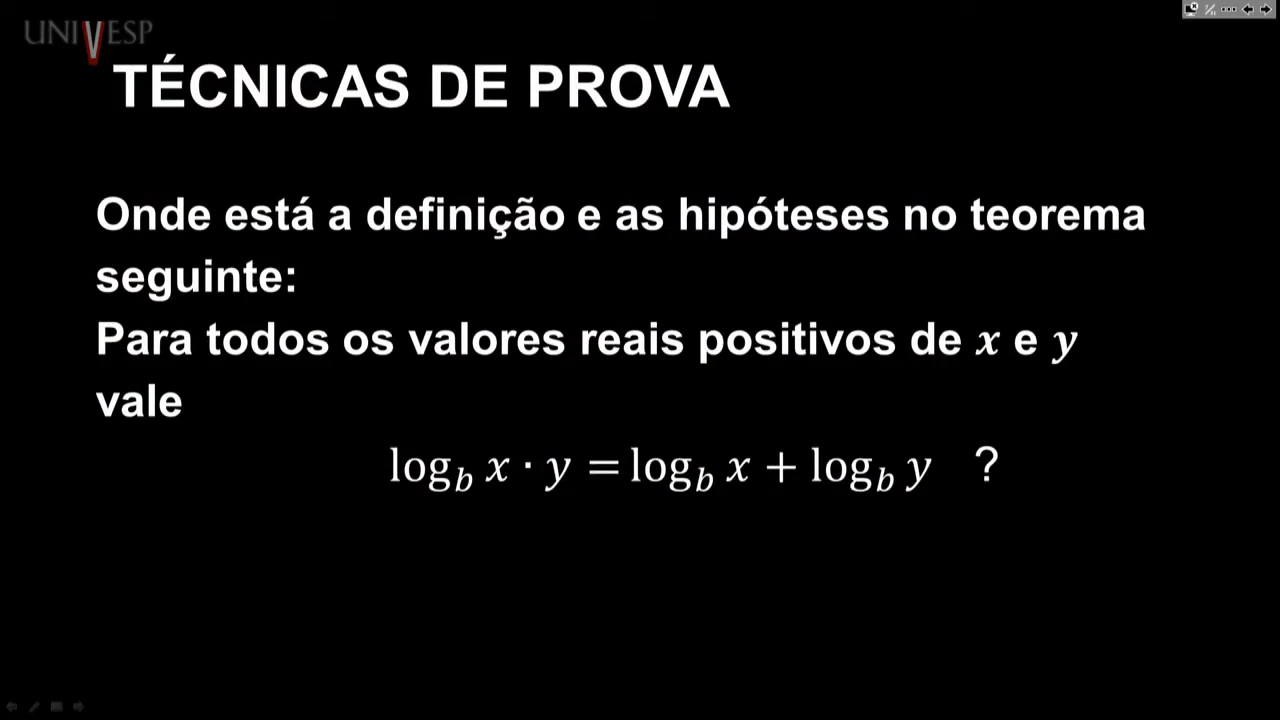 UNIVESP
TÉCNICAS DE PROVA
Onde está a definição e as hipóteses no teorema
seguinte:
Para todos os valores reais positivos de x e y
vale
log_b x · y = log_b x + log_b y ?